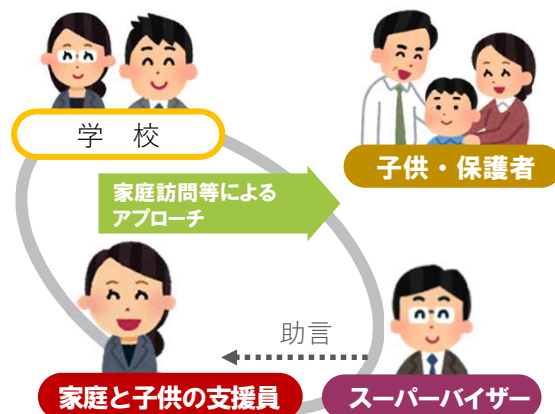 学　校
子供・保護者
家庭訪問等による
アプローチ
助言
家庭と子供の支援員
スーパーバイザー